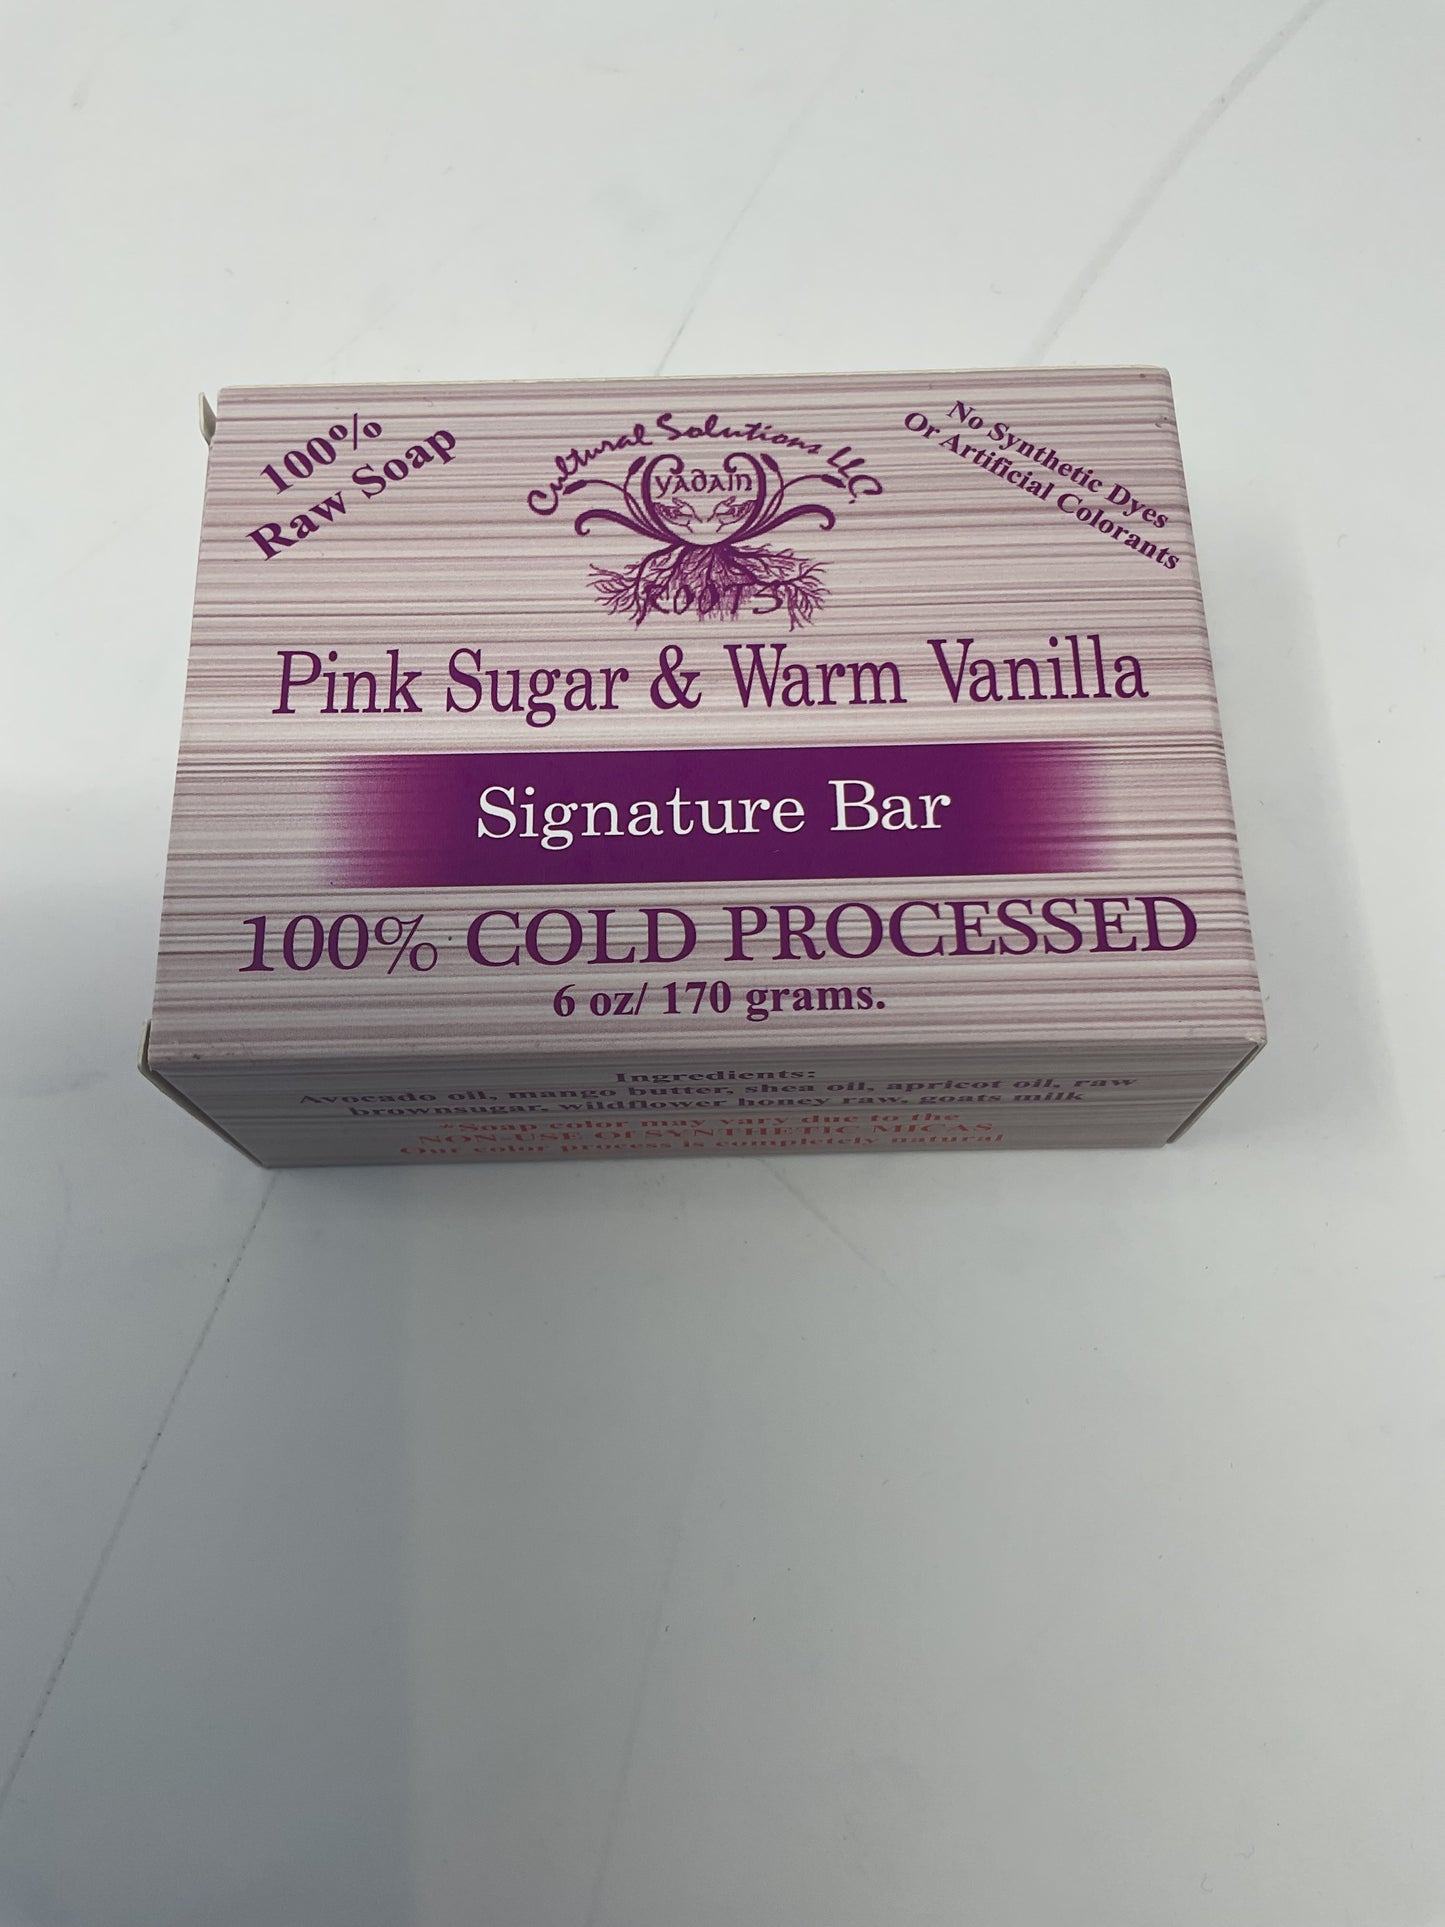 100%
Raw Soap
Cultural Solutions LLC.
yadain
ROOTS
No Synthetic Dyes
Or Artificial Colorants
Pink Sugar & Warm Vanilla
Signature Bar
100% COLD PROCESSED
6 oz/ 170 grams.
Ingredients:
Avocado oil, mango butter, shea oil, apricot oil, raw
brownsugar, wildflower honey raw, goats milk
*Soap color may vary due to the
NON-USE Of SYNTHETIC MICAS
Our color process is completely natural